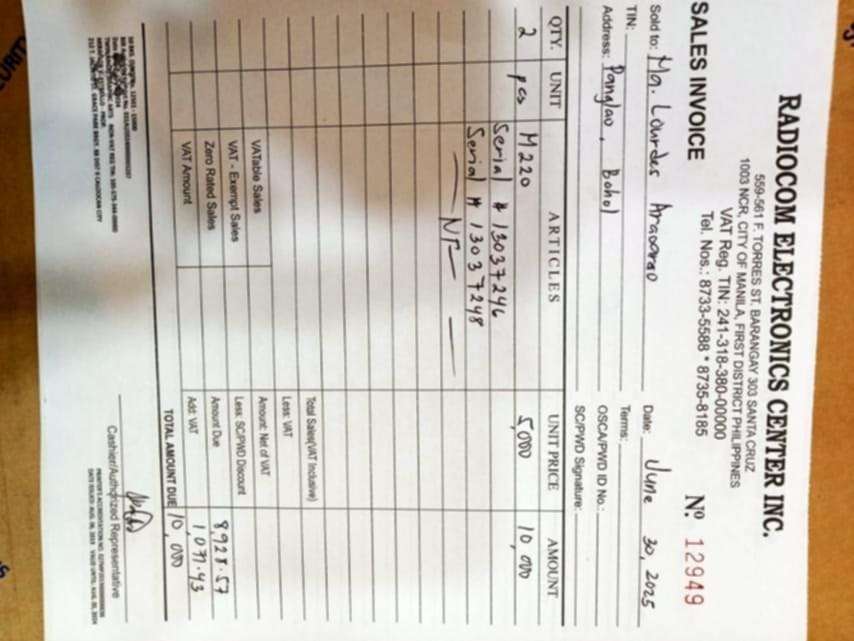 RADIOCOM ELECTRONICS CENTER INC.
559-561 F. TORRES ST. BARANGAY 303 SANTA CRUZ
1003 NCR, CITY OF MANILA, FIRST DISTRICT PHILIPPINES
VAT Reg. TIN: 241-318-380-00000
Tel. Nos.: 8733-5588 * 8735-8185
SALES INVOICE Nº 12949
Sold to: Ma. Lourdes Date: June 30, 2025
TIN: Terms:
Address: Panglao, Bohol OSCA/PWD ID No.:
SC/PWD Signature:
QTY. UNIT ARTICLES UNIT PRICE AMOUNT
2 pcs M220 5,000 10,000
Serial # 13037246
Serial # 13037248
— NF — —
Total Sales(VAT Inclusive)
Less: VAT
VATable Sales Amount: Net of VAT
VAT - Exempt Sales Less: SC/PWD Discount
Zero Rated Sales Amount Due 8928.57
VAT Amount Add: VAT 1071.43
TOTAL AMOUNT DUE 10,000
Cashier/Authorized Representative